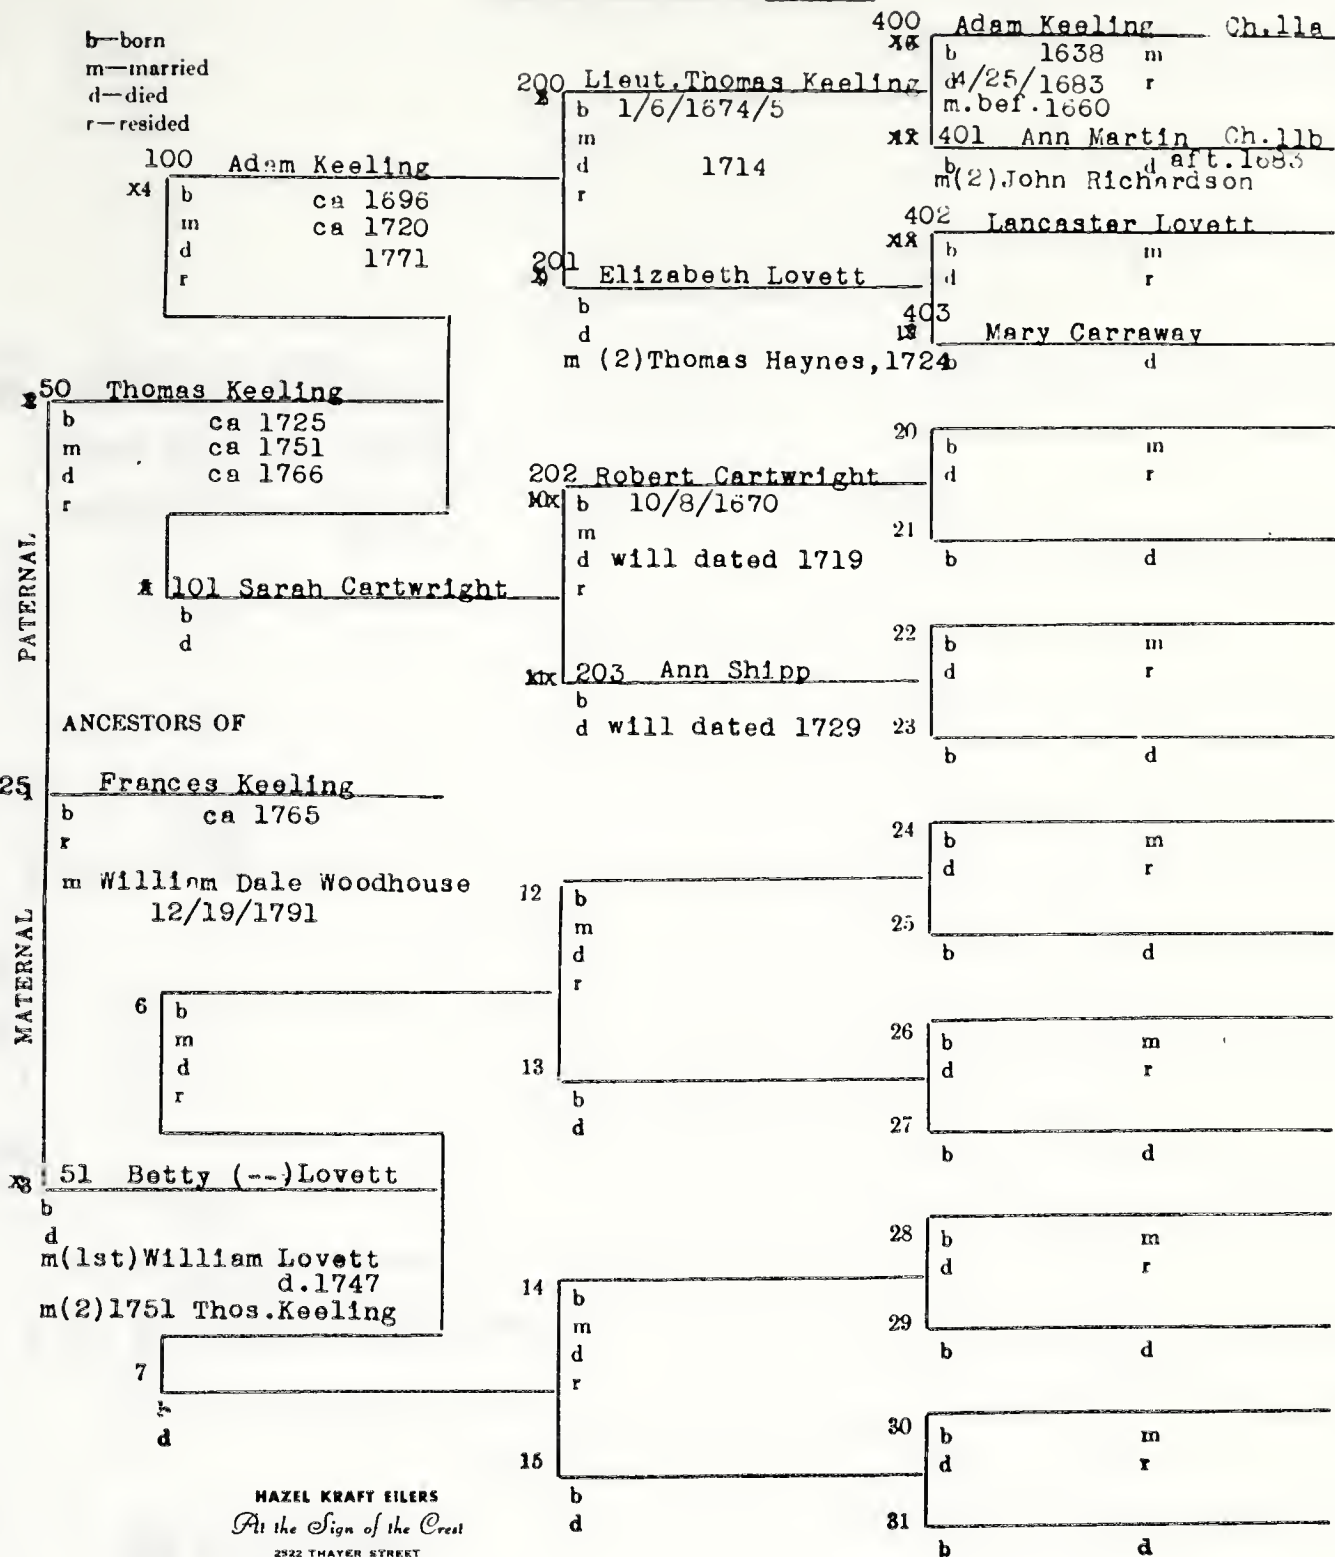 b—born
m—married
d—died
r—resided
100 Adam Keeling
X4
b ca 1696
m ca 1720
d 1771
r
50 Thomas Keeling
b ca 1725
m ca 1751
d ca 1766
r
PATERNAL
101 Sarah Cartwright
b
d
ANCESTORS OF
25 Frances Keeling
b ca 1765
r
m William Dale Woodhouse
12/19/1791
MATERNAL
6
b
m
d
r
51 Betty (--)Lovett
b
d
m(1st)William Lovett
d.1747
m(2)1751 Thos.Keeling
7
b
d
HAZEL KRAFT EILERS
At the Sign of the Crest
2522 THAYER STREET
200 Lieut.Thomas Keeling
b 1/6/1674/5
m
d 1714
r
201 Elizabeth Lovett
b
d
m (2)Thomas Haynes,1724
202 Robert Cartwright
b 10/8/1670
m
d will dated 1719
r
203 Ann Shipp
b
d will dated 1729
12
b
m
d
r
13
b
d
14
b
m
d
r
15
b
d
400 Adam Keeling Ch.11a
b 1638 m
d4/25/1683 r
m.bef.1660
401 Ann Martin Ch.11b
b d aft.1683
m(2)John Richardson
402 Lancaster Lovett
b m
d r
403
Mary Carraway
b d
20
b m
d r
21
b d
22
b m
d r
23
b d
24
b m
d r
25
b d
26
b m
d r
27
b d
28
b m
d r
29
b d
30
b m
d r
31
b d